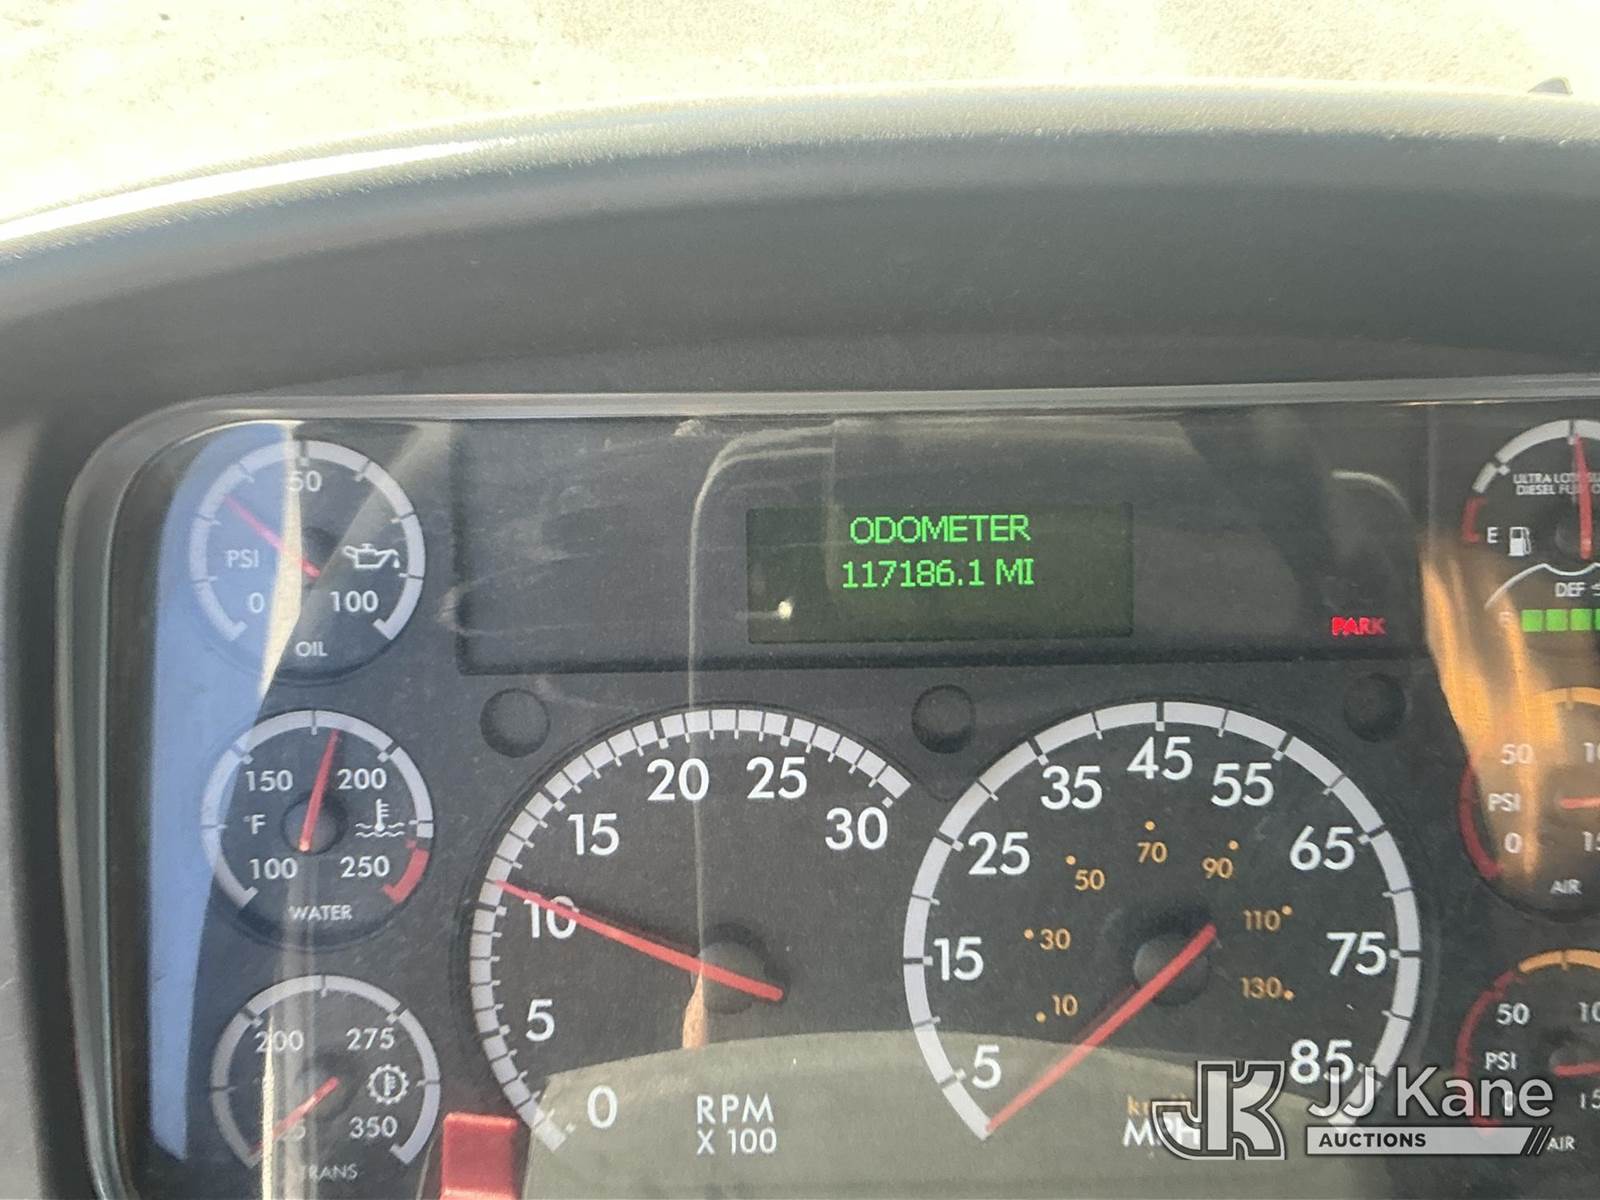 ODOMETER
117186.1 MI
PARK
50
PSI
0
100
OIL
150
200
°F
100
250
WATER
200
275
350
TRANS
0
5
10
15
20
25
30
RPM
X 100
5
15
25
35
45
55
65
75
85
10
30
50
70
90
110
130
MPH
E
DEF
50
PSI
0
AIR
50
PSI
AIR
JK
JJ Kane
AUCTIONS